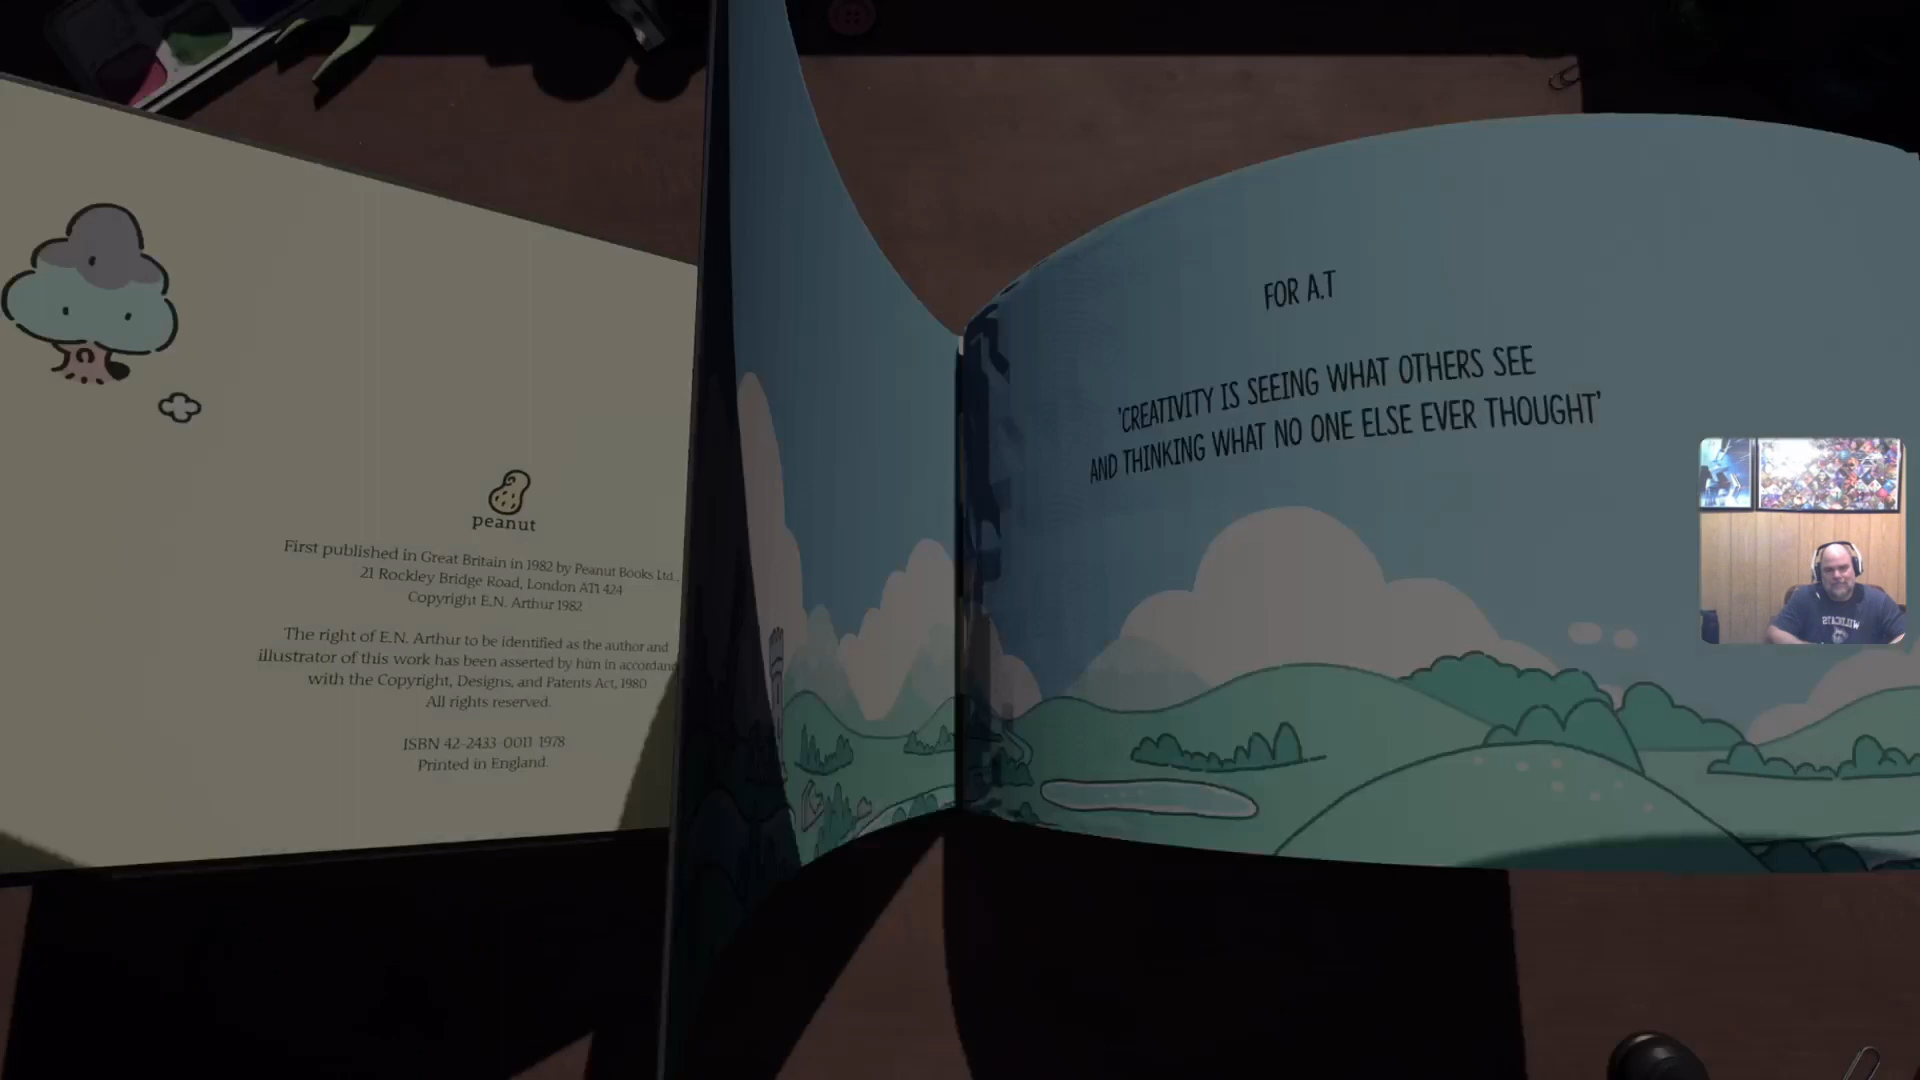 peanut
First published in Great Britain in 1982 by Peanut Books Ltd.,
21 Rockley Bridge Road, London AT1 424
Copyright E.N. Arthur 1982
The right of E.N. Arthur to be identified as the author and
illustrator of this work has been asserted by him in accordanc
with the Copyright, Designs, and Patents Act, 1980
All rights reserved.
ISBN 42-2433-0011-1978
Printed in England.
FOR A.T
'CREATIVITY IS SEEING WHAT OTHERS SEE
AND THINKING WHAT NO ONE ELSE EVER THOUGHT'
WILDCATS